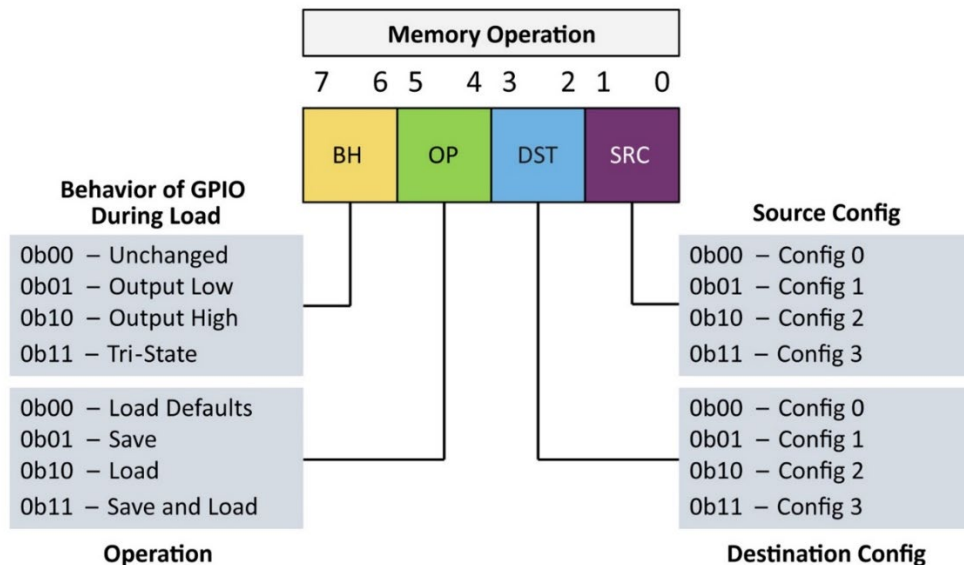 Memory Operation
7 6 5 4 3 2 1 0
BH OP DST SRC
Behavior of GPIO
During Load
0b00 – Unchanged
0b01 – Output Low
0b10 – Output High
0b11 – Tri-State
0b00 – Load Defaults
0b01 – Save
0b10 – Load
0b11 – Save and Load
Operation
Source Config
0b00 – Config 0
0b01 – Config 1
0b10 – Config 2
0b11 – Config 3
0b00 – Config 0
0b01 – Config 1
0b10 – Config 2
0b11 – Config 3
Destination Config